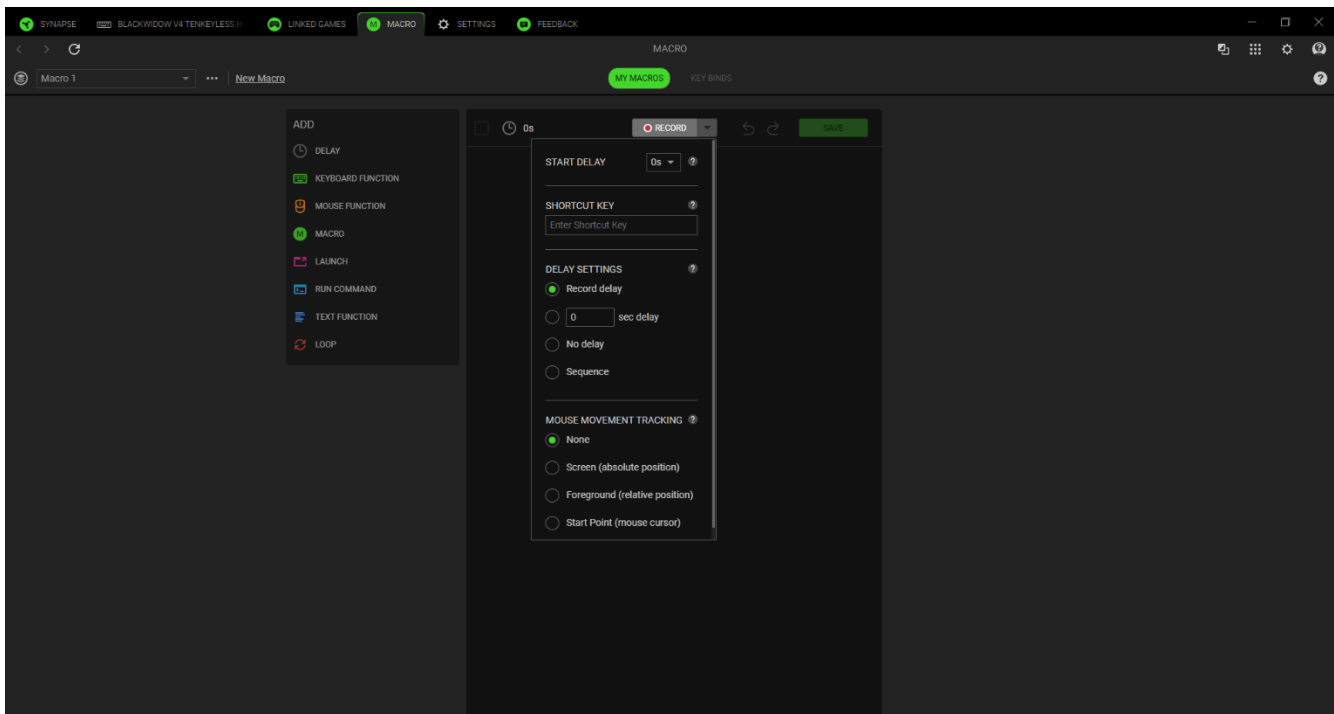 SYNAPSE BLACKWIDOW V4 TENKEYLESS H LINKED GAMES M MACRO SETTINGS FEEDBACK
MACRO
Macro 1 ••• New Macro MY MACROS KEY BINDS ?
ADD
DELAY
KEYBOARD FUNCTION
MOUSE FUNCTION
M MACRO
LAUNCH
RUN COMMAND
TEXT FUNCTION
LOOP
0s RECORD SAVE
START DELAY 0s ?
SHORTCUT KEY ?
Enter Shortcut Key
DELAY SETTINGS ?
Record delay
0 sec delay
No delay
Sequence
MOUSE MOVEMENT TRACKING ?
None
Screen (absolute position)
Foreground (relative position)
Start Point (mouse cursor)